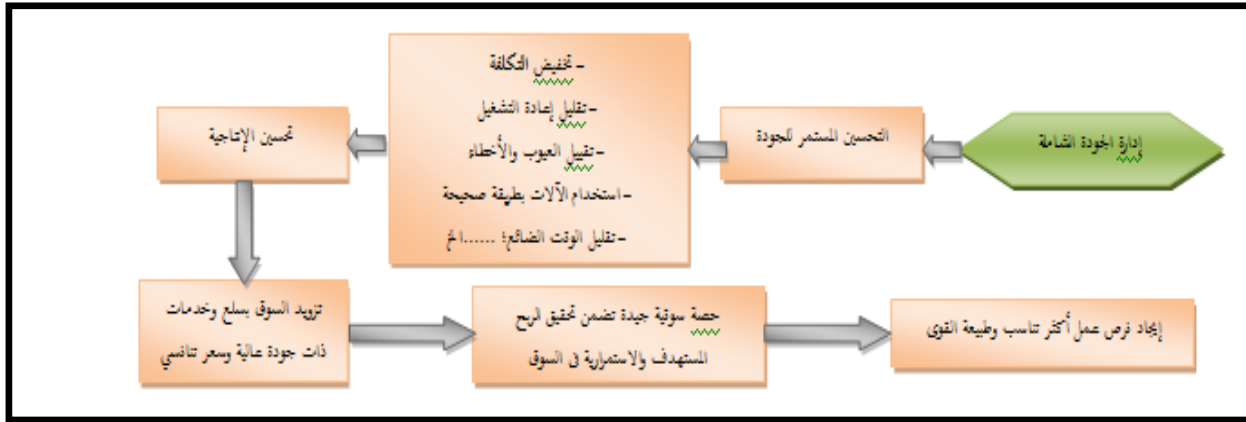 إدارة الجودة الشاملة
التحسين المستمر للجودة
- تخفيض التكلفة
- تقليل إعادة التشغيل
- تقييل العيوب والأخطاء
- استخدام الآلات بطريقة صحيحة
- تقليل الوقت الضائع؛ ......الخ
تحسين الإنتاجية
تزويد السوق بسلع وخدمات
ذات جودة عالية وسعر تنافسي
حصة سوقية جيدة تضمن تحقيق الربح
المستهدف والاستمرارية في السوق
إيجاد فرص عمل أكثر تناسب وطبيعة القوى